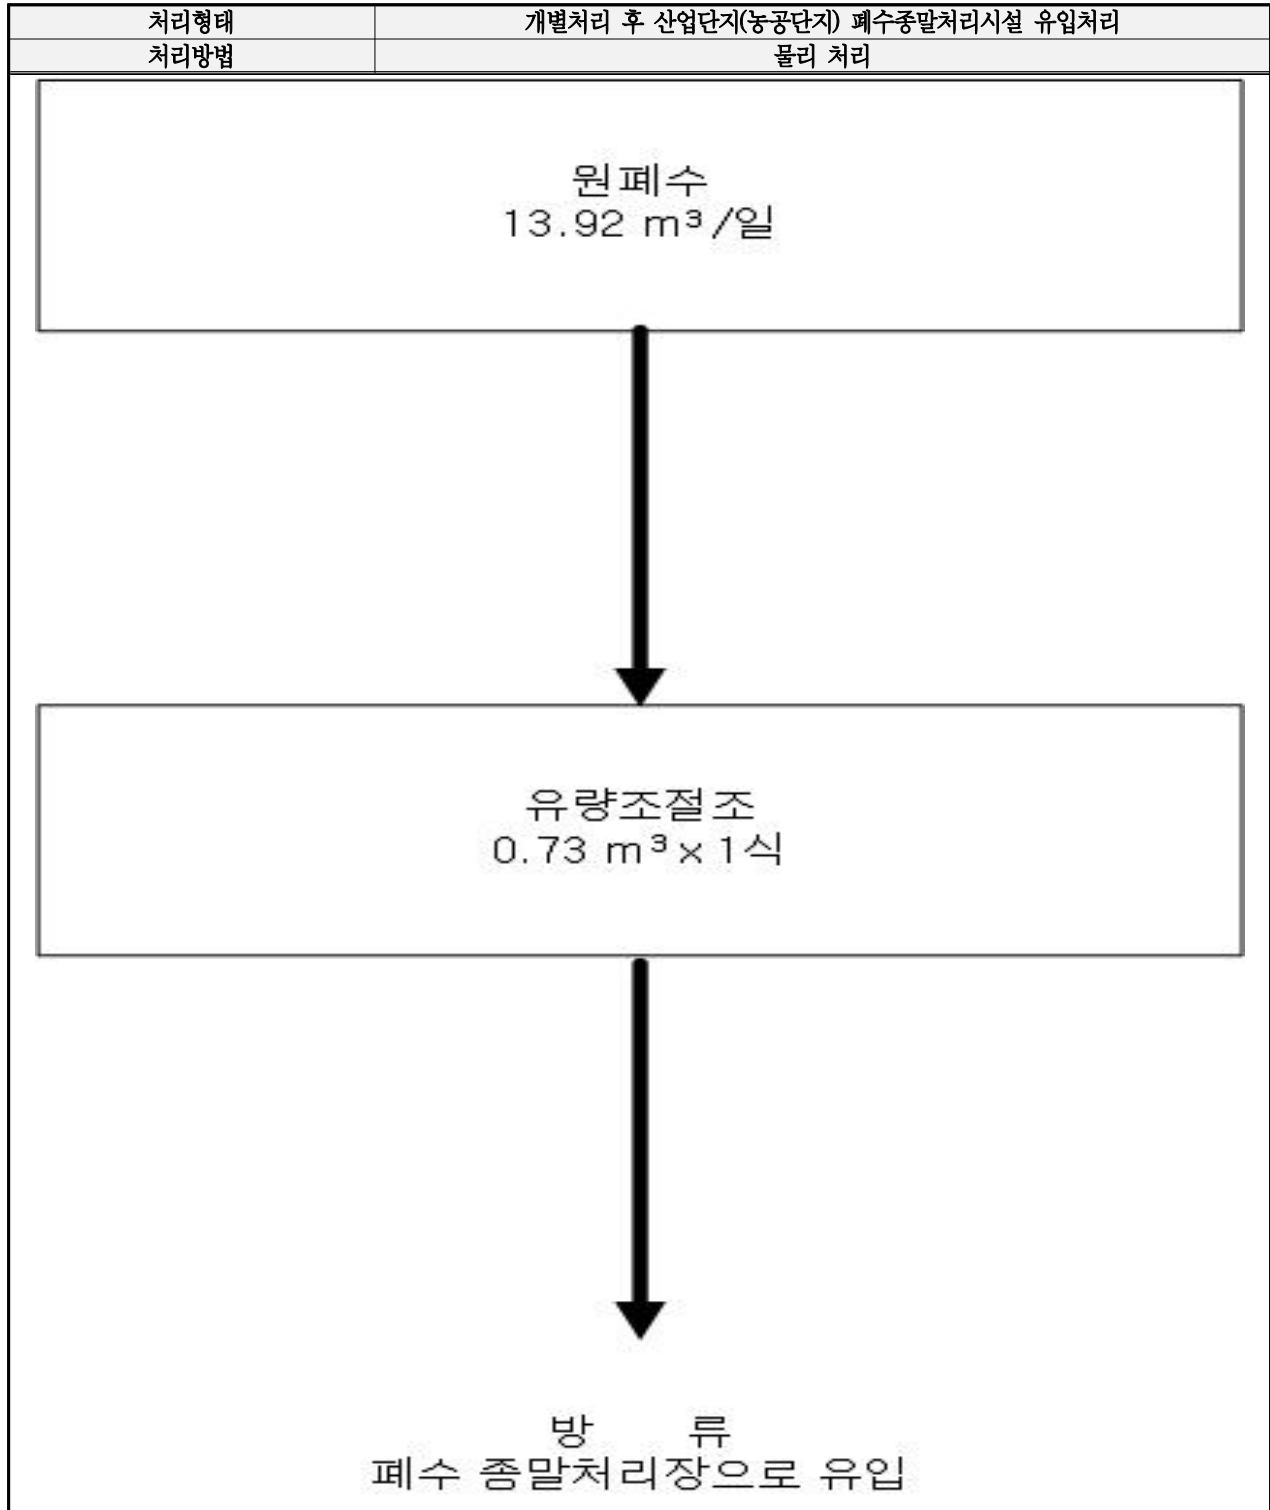 처리형태 개별처리 후 산업단지(농공단지) 폐수종말처리시설 유입처리
처리방법 물리 처리
원폐수
13.92 m³/일
유량조절조
0.73 m³ x 1식
방 류
폐수 종말처리장으로 유입